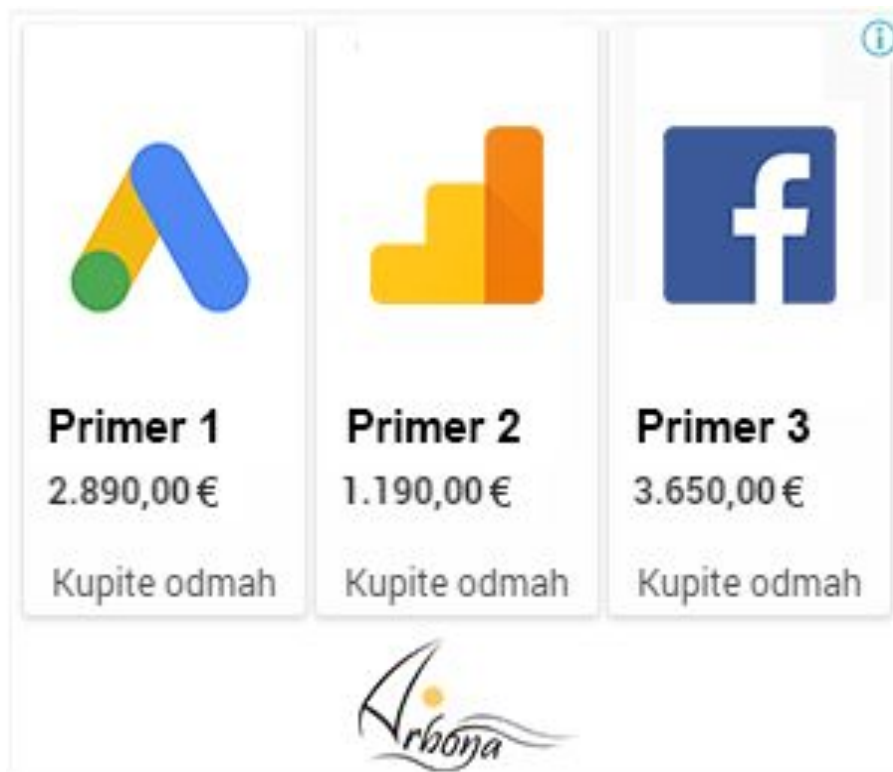 Primer 1
2.890,00 €
Kupite odmah
Primer 2
1.190,00 €
Kupite odmah
Primer 3
3.650,00 €
Kupite odmah
Arbona